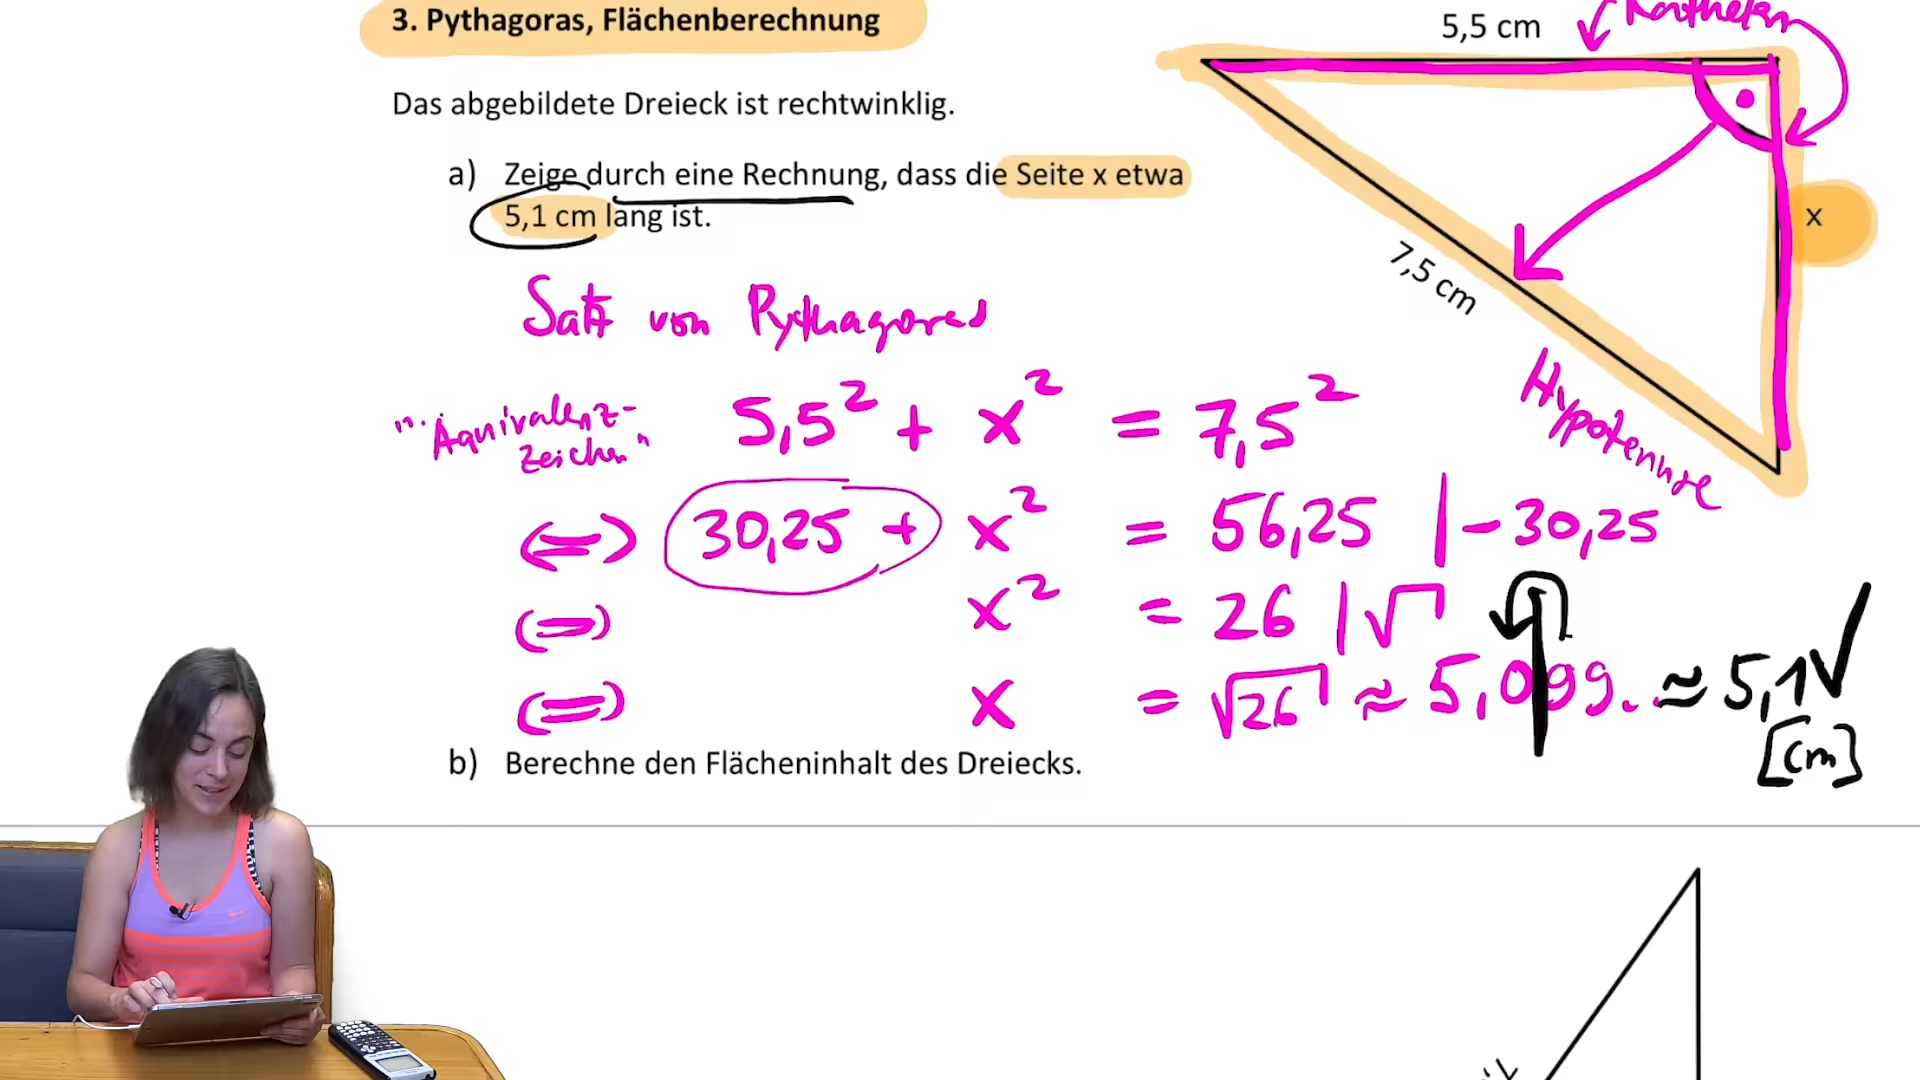 3. Pythagoras, Flächenberechnung
5,5 cm
Katheten
Das abgebildete Dreieck ist rechtwinklig.
a) Zeige durch eine Rechnung, dass die Seite x etwa
5,1 cm lang ist.
x
7,5 cm
Hypotenuse
Satz von Pythagoras
"Äquivalenz-
zeichen"
5,5² + x² = 7,5²
⇔ 30,25 + x² = 56,25 | - 30,25
⇔ x² = 26 | √
⇔ x = √26 ≈ 5,099. ≈ 5,1 ✓
[cm]
b) Berechne den Flächeninhalt des Dreiecks.